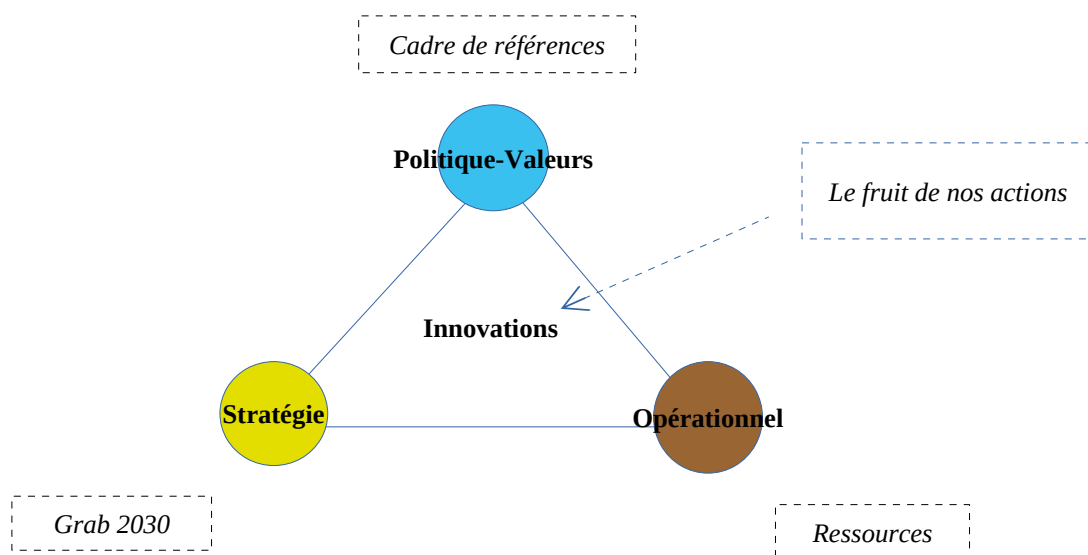 Cadre de références
Politique-Valeurs
Le fruit de nos actions
Innovations
Stratégie
Opérationnel
Grab 2030
Ressources